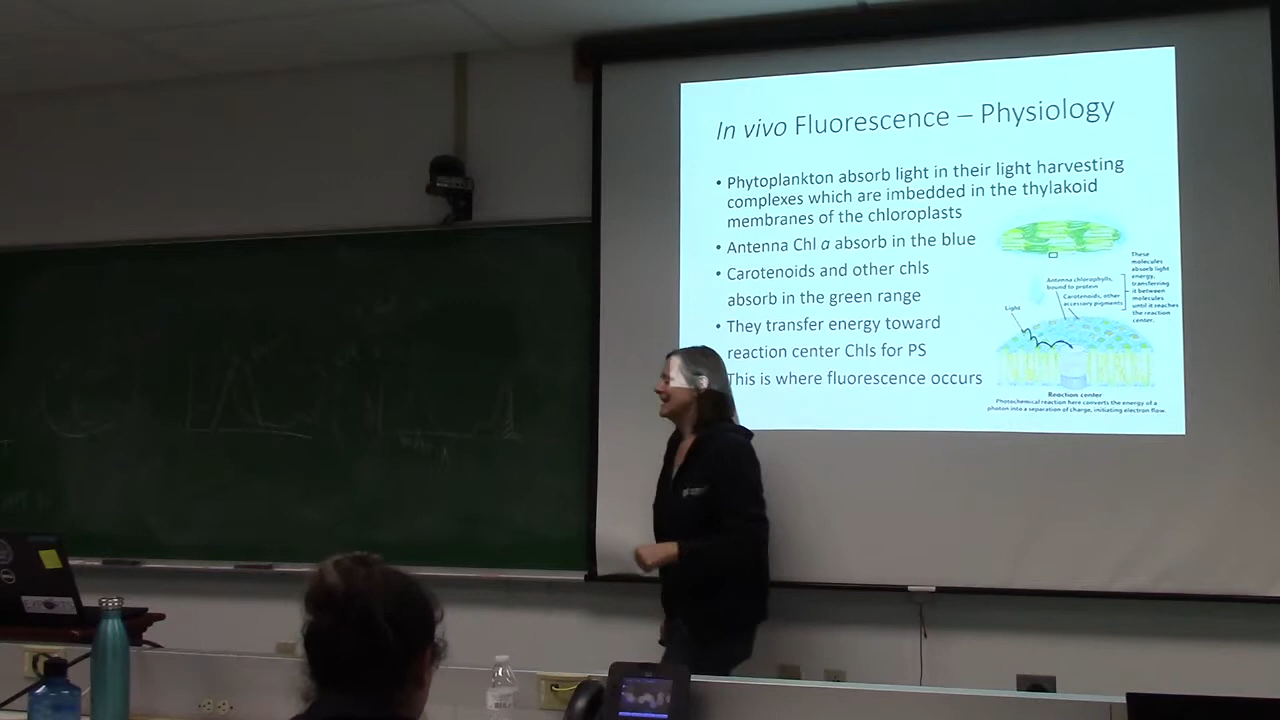 In vivo Fluorescence – Physiology
• Phytoplankton absorb light in their light harvesting
complexes which are imbedded in the thylakoid
membranes of the chloroplasts
• Antenna Chl a absorb in the blue
• Carotenoids and other chls
absorb in the green range
• They transfer energy toward
reaction center Chls for PS
This is where fluorescence occurs
These
molecules
absorb light
energy,
transferring
it between
molecules
until it reaches
the reaction
center.
Antenna chlorophylls,
bound to protein
Carotenoids, other
accessory pigments
Light
Reaction center
Photochemical reaction here converts the energy of a
photon into a separation of charge, initiating electron flow.
DELL